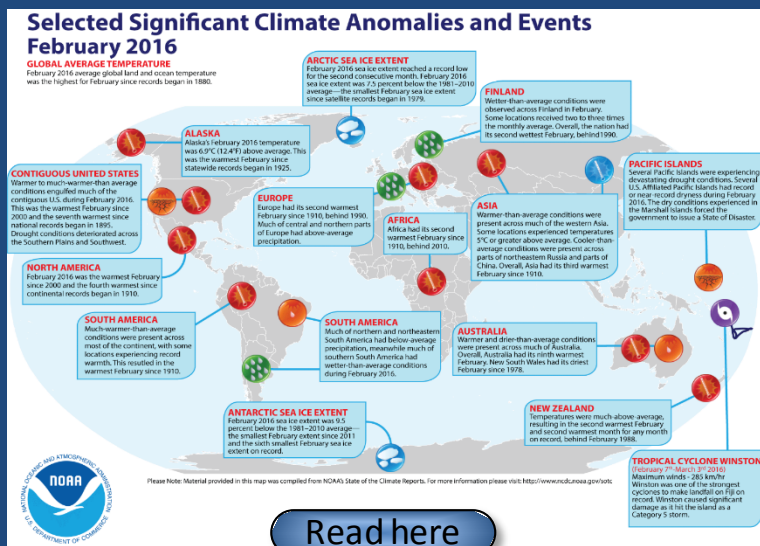 Selected Significant Climate Anomalies and Events
February 2016
GLOBAL AVERAGE TEMPERATURE
February 2016 average global land and ocean temperature
was the highest for February since records began in 1880.
ARCTIC SEA ICE EXTENT
February 2016 sea ice extent reached a record low
for the second consecutive month. February 2016
sea ice extent was 7.5 percent below the 1981–2010
average—the smallest February sea ice extent
since satellite records began in 1979.
FINLAND
Wetter-than-average conditions were
observed across Finland in February.
Some locations received two to three times
the monthly average. Overall, the nation had
its second wettest February, behind1990.
ALASKA
Alaska's February 2016 temperature
was 6.9°C (12.4°F) above average. This
was the warmest February since
statewide records began in 1925.
CONTIGUOUS UNITED STATES
Warmer to much-warmer-than average
conditions engulfed much of the
contiguous U.S. during February 2016.
This was the warmest February since
2000 and the seventh warmest since
national records began in 1895.
Drought conditions deteriorated across
the Southern Plains and Southwest.
EUROPE
Europe had its second warmest
February since 1910, behind 1990.
Much of central and northern parts
of Europe had above-average
precipitation.
AFRICA
Africa had its second
warmest February since
1910, behind 2010.
ASIA
Warmer-than-average conditions were
present across much of the western Asia.
Some locations experienced temperatures
5°C or greater above average. Cooler-than-
average conditions were present across
parts of northeastern Russia and parts of
China. Overall, Asia had its third warmest
February since 1910.
PACIFIC ISLANDS
Several Pacific Islands were experiencing
devastating drought conditions. Several
U.S. Affiliated Pacific Islands had record
or near-record dryness during February
2016. The dry conditions experienced in
the Marshall Islands forced the
government to issue a State of Disaster.
NORTH AMERICA
February 2016 was the warmest February
since 2000 and the fourth warmest since
continental records began in 1910.
SOUTH AMERICA
Much-warmer-than-average
conditions were present across
most of the continent, with some
locations experiencing record
warmth. This resultied in the
warmest February since 1910.
SOUTH AMERICA
Much of northern and northeastern
South America had below-average
precipitation, meanwhile much of
southern South America had
wetter-than-average conditions
during February 2016.
AUSTRALIA
Warmer and drier-than-average conditions
were present across much of Australia.
Overall, Australia had its ninth warmest
February. New South Wales had its driest
February since 1978.
NEW ZEALAND
Temperatures were much-above-average,
resulting in the second warmest February
and second warmest month for any month
on record, behind February 1988.
ANTARCTIC SEA ICE EXTENT
February 2016 sea ice extent was 9.5
percent below the 1981–2010 average—
the smallest February extent since 2011
and the sixth smallest February sea ice
extent on record.
TROPICAL CYCLONE WINSTON
(February 7th-March 3rd 2016)
Maximum winds - 285 km/hr
Winston was one of the strongest
cyclones to make landfall on Fiji on
record. Winston caused significant
damage as it hit the island as a
Category 5 storm.
NATIONAL OCEANIC AND ATMOSPHERIC ADMINISTRATION
NOAA
U.S. DEPARTMENT OF COMMERCE
Please Note: Material provided in this map was compiled from NOAA's State of the Climate Reports. For more information please visit: http://www.ncdc.noaa.gov/sotc
Read here